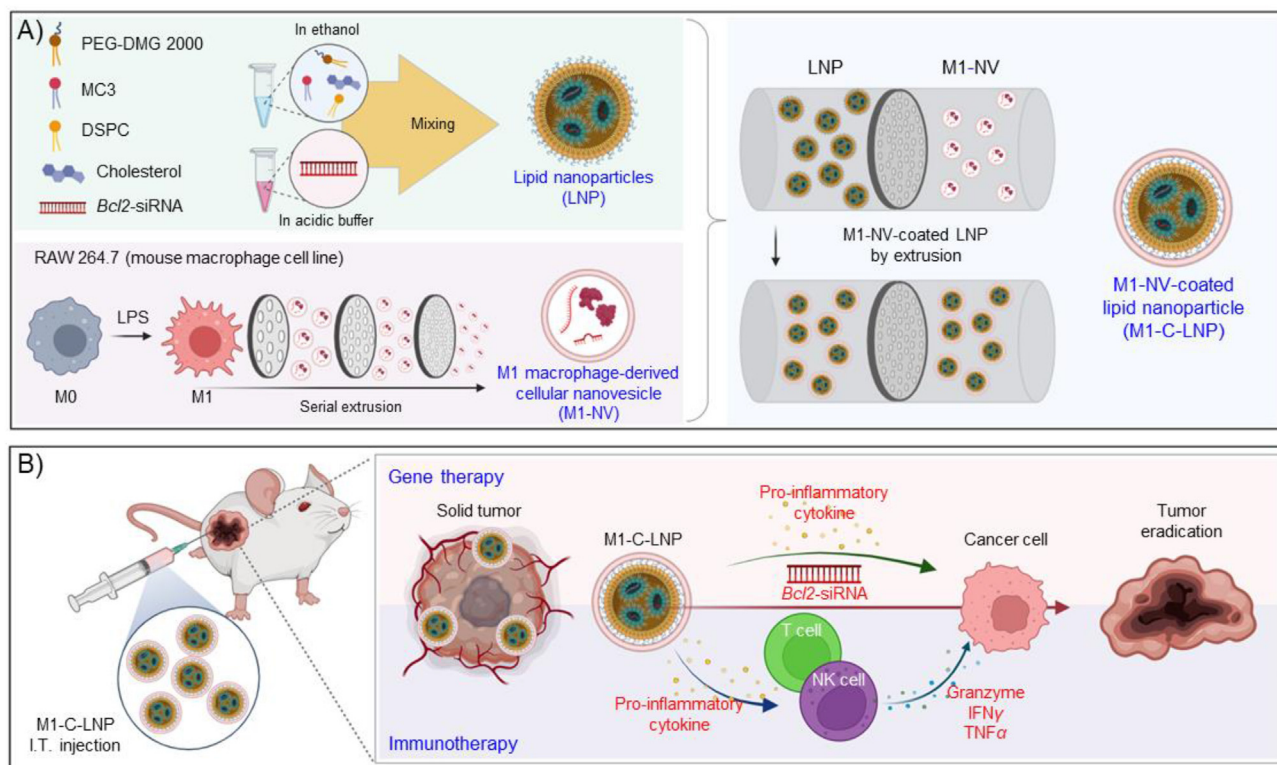 A)
PEG-DMG 2000
MC3
DSPC
Cholesterol
Bcl2-siRNA
In ethanol
In acidic buffer
Mixing
Lipid nanoparticles
(LNP)
RAW 264.7 (mouse macrophage cell line)
LPS
M0
M1
Serial extrusion
M1 macrophage-derived
cellular nanovesicle
(M1-NV)
LNP
M1-NV
M1-NV-coated LNP
by extrusion
M1-NV-coated
lipid nanoparticle
(M1-C-LNP)
B)
M1-C-LNP
I.T. injection
Gene therapy
Solid tumor
M1-C-LNP
Pro-inflammatory
cytokine
Bcl2-siRNA
Cancer cell
Tumor
eradication
T cell
NK cell
Pro-inflammatory
cytokine
Granzyme
IFNγ
TNFα
Immunotherapy